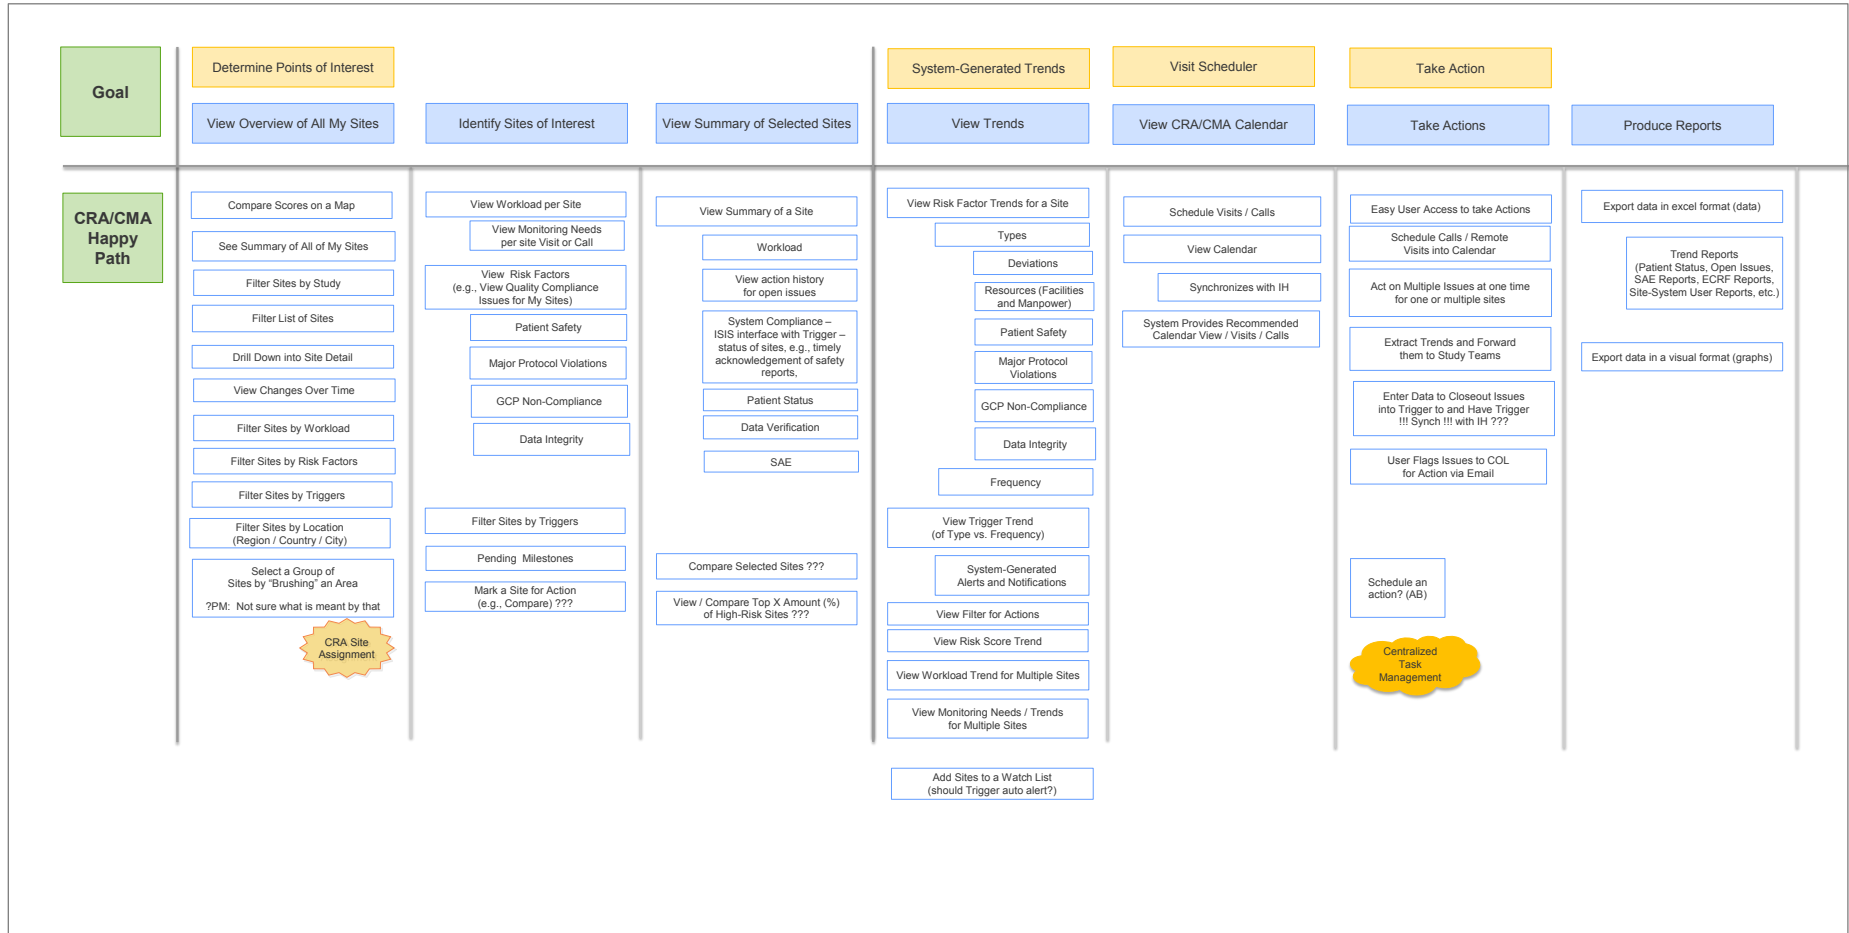 Goal
Determine Points of Interest
System-Generated Trends
Visit Scheduler
Take Action
View Overview of All My Sites
Identify Sites of Interest
View Summary of Selected Sites
View Trends
View CRA/CMA Calendar
Take Actions
Produce Reports
CRA/CMA
Happy
Path
Compare Scores on a Map
See Summary of All of My Sites
Filter Sites by Study
Filter List of Sites
Drill Down into Site Detail
View Changes Over Time
Filter Sites by Workload
Filter Sites by Risk Factors
Filter Sites by Triggers
Filter Sites by Location
(Region / Country / City)
Select a Group of
Sites by “Brushing” an Area
?PM: Not sure what is meant by that
CRA Site
Assignment
View Workload per Site
View Monitoring Needs
per site Visit or Call
View Risk Factors
(e.g., View Quality Compliance
Issues for My Sites)
Patient Safety
Major Protocol Violations
GCP Non-Compliance
Data Integrity
Filter Sites by Triggers
Pending Milestones
Mark a Site for Action
(e.g., Compare) ???
View Summary of a Site
Workload
View action history
for open issues
System Compliance –
ISIS interface with Trigger –
status of sites, e.g., timely
acknowledgement of safety
reports,
Patient Status
Data Verification
SAE
Compare Selected Sites ???
View / Compare Top X Amount (%)
of High-Risk Sites ???
View Risk Factor Trends for a Site
Types
Deviations
Resources (Facilities
and Manpower)
Patient Safety
Major Protocol
Violations
GCP Non-Compliance
Data Integrity
Frequency
View Trigger Trend
(of Type vs. Frequency)
System-Generated
Alerts and Notifications
View Filter for Actions
View Risk Score Trend
View Workload Trend for Multiple Sites
View Monitoring Needs / Trends
for Multiple Sites
Add Sites to a Watch List
(should Trigger auto alert?)
Schedule Visits / Calls
View Calendar
Synchronizes with IH
System Provides Recommended
Calendar View / Visits / Calls
Easy User Access to take Actions
Schedule Calls / Remote
Visits into Calendar
Act on Multiple Issues at one time
for one or multiple sites
Extract Trends and Forward
them to Study Teams
Enter Data to Closeout Issues
into Trigger to and Have Trigger
!!! Synch !!! with IH ???
User Flags Issues to COL
for Action via Email
Schedule an
action? (AB)
Centralized
Task
Management
Export data in excel format (data)
Trend Reports
(Patient Status, Open Issues,
SAE Reports, ECRF Reports,
Site-System User Reports, etc.)
Export data in a visual format (graphs)